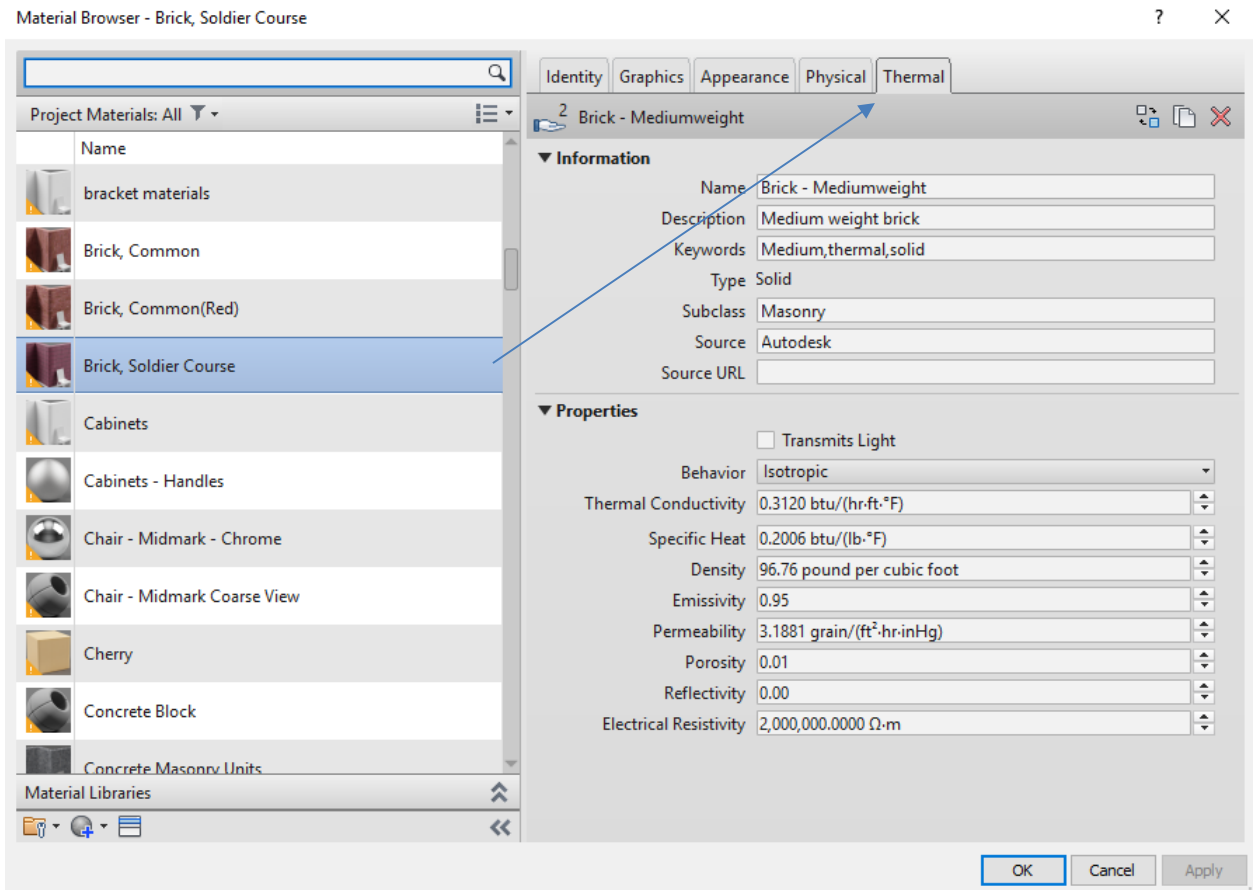 Material Browser - Brick, Soldier Course
?
Project Materials: All
Name
bracket materials
Brick, Common
Brick, Common(Red)
Brick, Soldier Course
Cabinets
Cabinets - Handles
Chair - Midmark - Chrome
Chair - Midmark Coarse View
Cherry
Concrete Block
Concrete Masonry Units
Material Libraries
Identity Graphics Appearance Physical Thermal
2 Brick - Mediumweight
Information
Name Brick - Mediumweight
Description Medium weight brick
Keywords Medium,thermal,solid
Type Solid
Subclass Masonry
Source Autodesk
Source URL
Properties
Transmits Light
Behavior Isotropic
Thermal Conductivity 0.3120 btu/(hr·ft·°F)
Specific Heat 0.2006 btu/(lb·°F)
Density 96.76 pound per cubic foot
Emissivity 0.95
Permeability 3.1881 grain/(ft²·hr·inHg)
Porosity 0.01
Reflectivity 0.00
Electrical Resistivity 2,000,000.0000 Ω·m
OK Cancel Apply